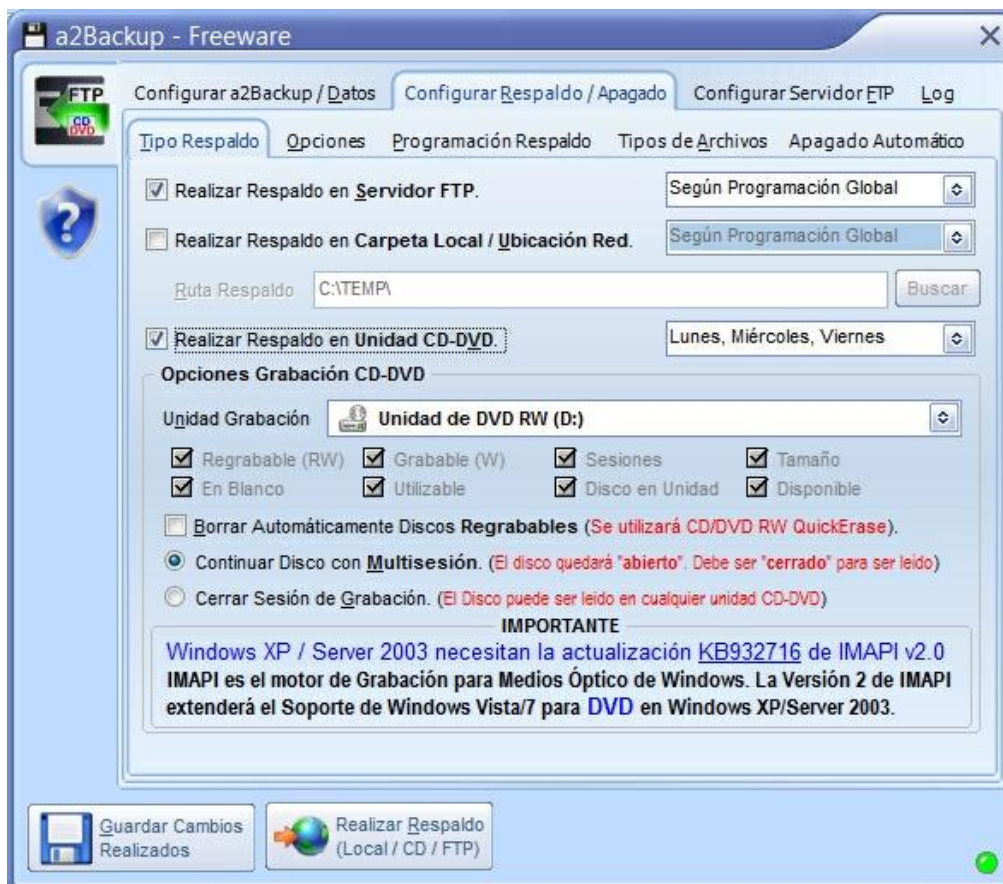 a2Backup - Freeware
FTP
CD
DVD
Configurar a2Backup / Datos Configurar Respaldo / Apagado Configurar Servidor FTP Log
Tipo Respaldo Opciones Programación Respaldo Tipos de Archivos Apagado Automático
Realizar Respaldo en Servidor FTP. Según Programación Global
Realizar Respaldo en Carpeta Local / Ubicación Red. Según Programación Global
Ruta Respaldo C:\TEMP\ Buscar
Realizar Respaldo en Unidad CD-DVD. Lunes, Miércoles, Viernes
Opciones Grabación CD-DVD
Unidad Grabación Unidad de DVD RW (D:)
Regrabable (RW) Grabable (W) Sesiones Tamaño
En Blanco Utilizable Disco en Unidad Disponible
Borrar Automáticamente Discos Regrabables (Se utilizará CD/DVD RW QuickErase).
Continuar Disco con Multisesión. (El disco quedará "abierto". Debe ser "cerrado" para ser leido)
Cerrar Sesión de Grabación. (El Disco puede ser leido en cualquier unidad CD-DVD)
IMPORTANTE
Windows XP / Server 2003 necesitan la actualización KB932716 de IMAPI v2.0
IMAPI es el motor de Grabación para Medios Óptico de Windows. La Versión 2 de IMAPI
extenderá el Soporte de Windows Vista/7 para DVD en Windows XP/Server 2003.
Guardar Cambios
Realizados
Realizar Respaldo
(Local / CD / FTP)